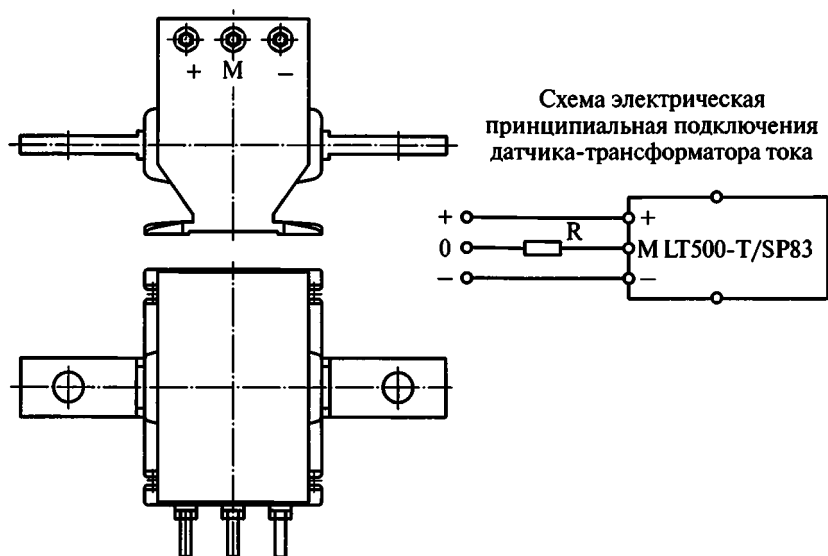 + М −
Схема электрическая
принципиальная подключения
датчика-трансформатора тока
+ +
R
0 М LT500-T/SP83
− −